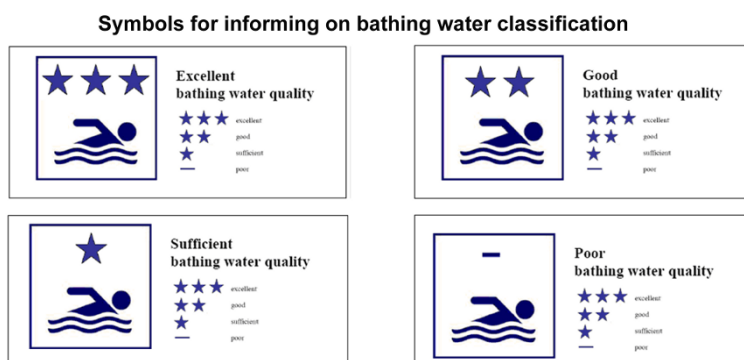 Symbols for informing on bathing water classification
Excellent
bathing water quality
excellent
good
sufficient
poor
Good
bathing water quality
excellent
good
sufficient
poor
Sufficient
bathing water quality
excellent
good
sufficient
poor
Poor
bathing water quality
excellent
good
sufficient
poor